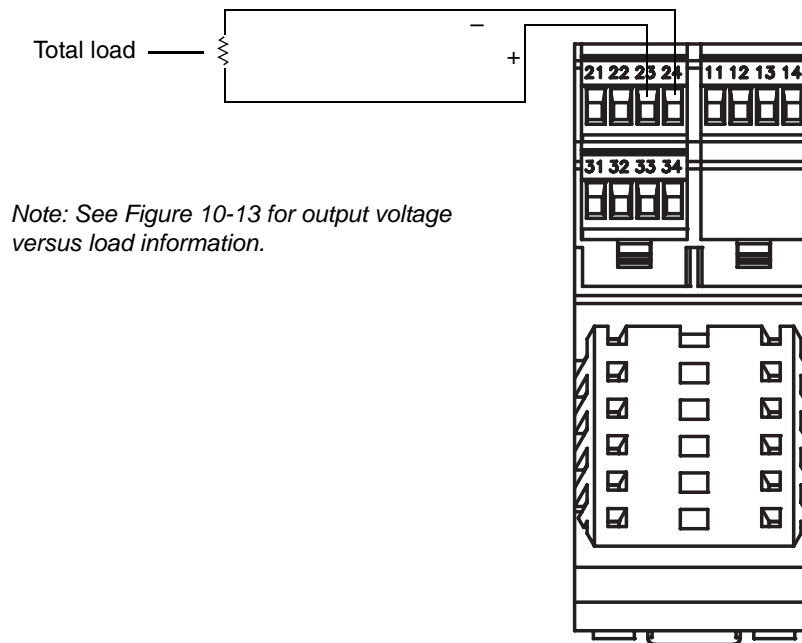 –
Total load
+
21 22 23 24
11 12 13 14
31 32 33 34
Note: See Figure 10-13 for output voltage
versus load information.